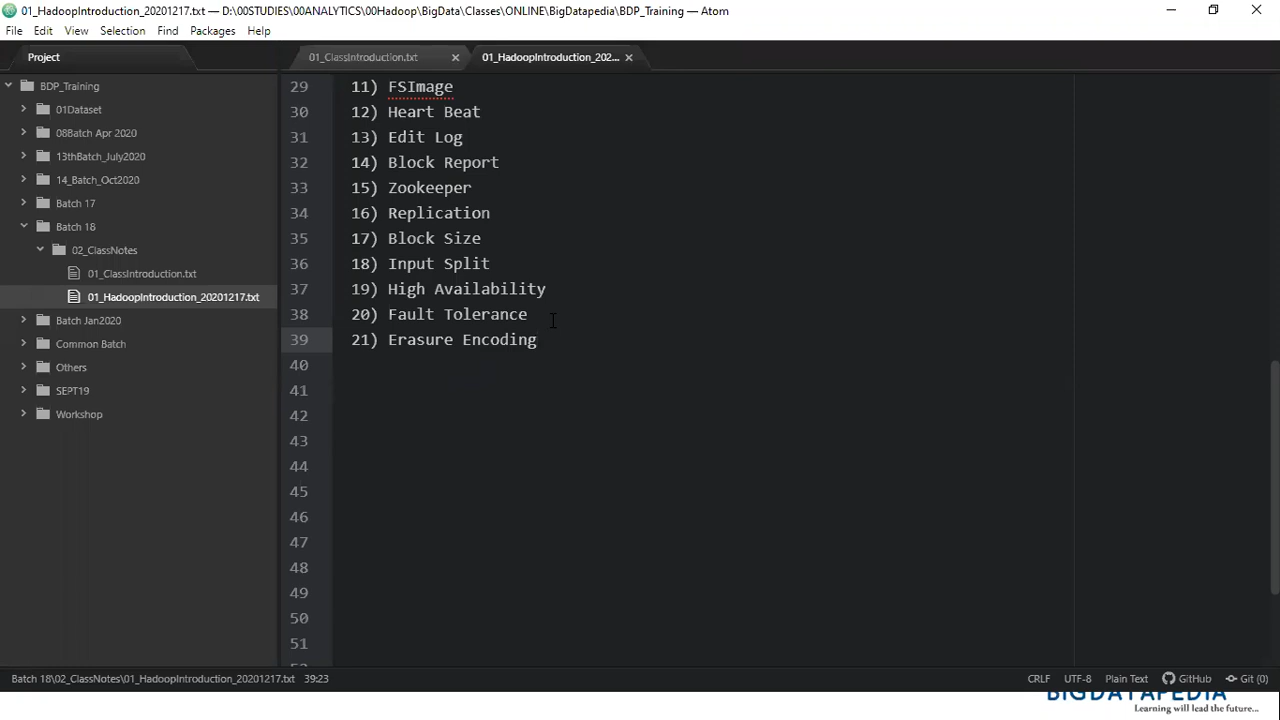 01_HadoopIntroduction_20201217.txt — D:\00STUDIES\00ANALYTICS\00Hadoop\BigData\Classes\ONLINE\BigDatapedia\BDP_Training — Atom
File Edit View Selection Find Packages Help
Project
01_ClassIntroduction.txt
01_HadoopIntroduction_202...
BDP_Training
01Dataset
08Batch Apr 2020
13thBatch_July2020
14_Batch_Oct2020
Batch 17
Batch 18
02_ClassNotes
01_ClassIntroduction.txt
01_HadoopIntroduction_20201217.txt
Batch Jan2020
Common Batch
Others
SEPT19
Workshop
29 11) FSImage
30 12) Heart Beat
31 13) Edit Log
32 14) Block Report
33 15) Zookeeper
34 16) Replication
35 17) Block Size
36 18) Input Split
37 19) High Availability
38 20) Fault Tolerance
39 21) Erasure Encoding
40
41
42
43
44
45
46
47
48
49
50
51
52
Batch 18\02_ClassNotes\01_HadoopIntroduction_20201217.txt 39:23 CRLF UTF-8 Plain Text GitHub Git (0)
BIGDATAPEDIA
Learning will lead the future...